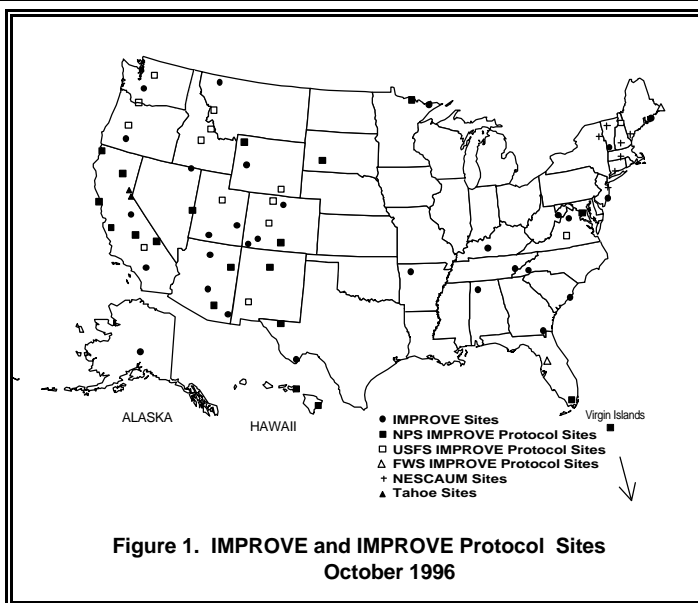 ALASKA
HAWAII
Virgin Islands
IMPROVE Sites
NPS IMPROVE Protocol Sites
USFS IMPROVE Protocol Sites
FWS IMPROVE Protocol Sites
NESCAUM Sites
Tahoe Sites
Figure 1. IMPROVE and IMPROVE Protocol Sites
October 1996